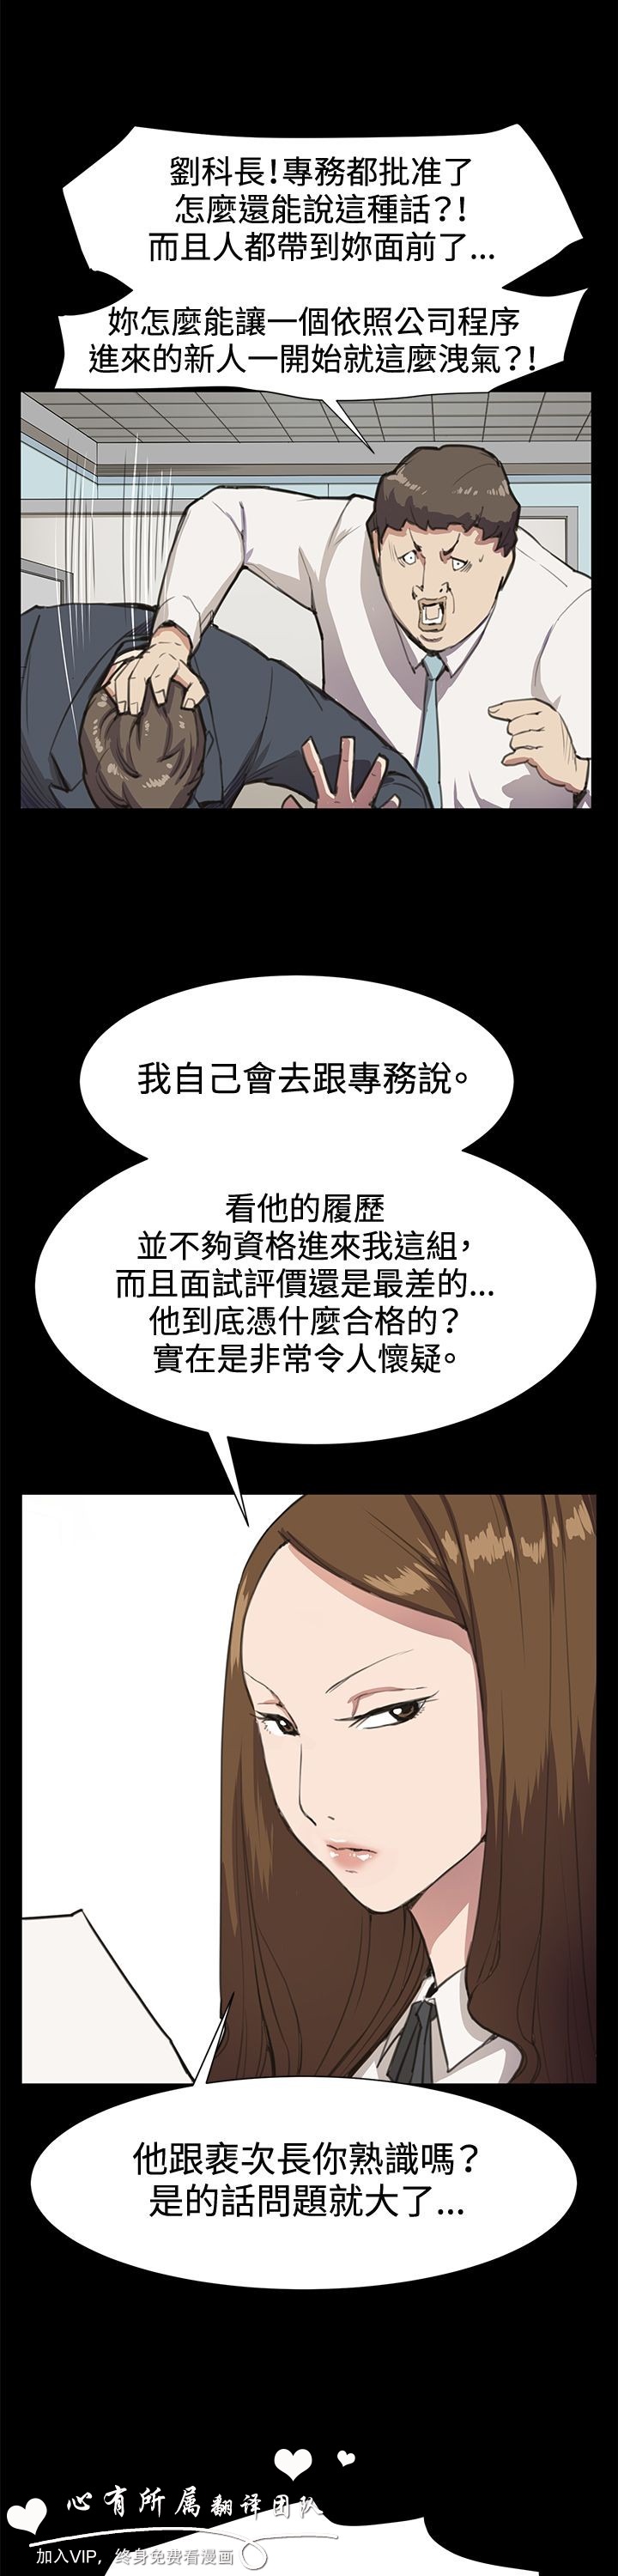 劉科長!專務都批准了
怎麼還能說這種話?!
而且人都帶到妳面前了...
妳怎麼能讓一個依照公司程序
進來的新人一開始就這麼洩氣?!
我自己會去跟專務說。
看他的履歷
並不夠資格進來我這組,
而且面試評價還是最差的...
他到底憑什麼合格的?
實在是非常令人懷疑。
他跟裵次長你熟識嗎?
是的話問題就大了...
心有所属翻译团队
加入VIP，终身免费看漫画